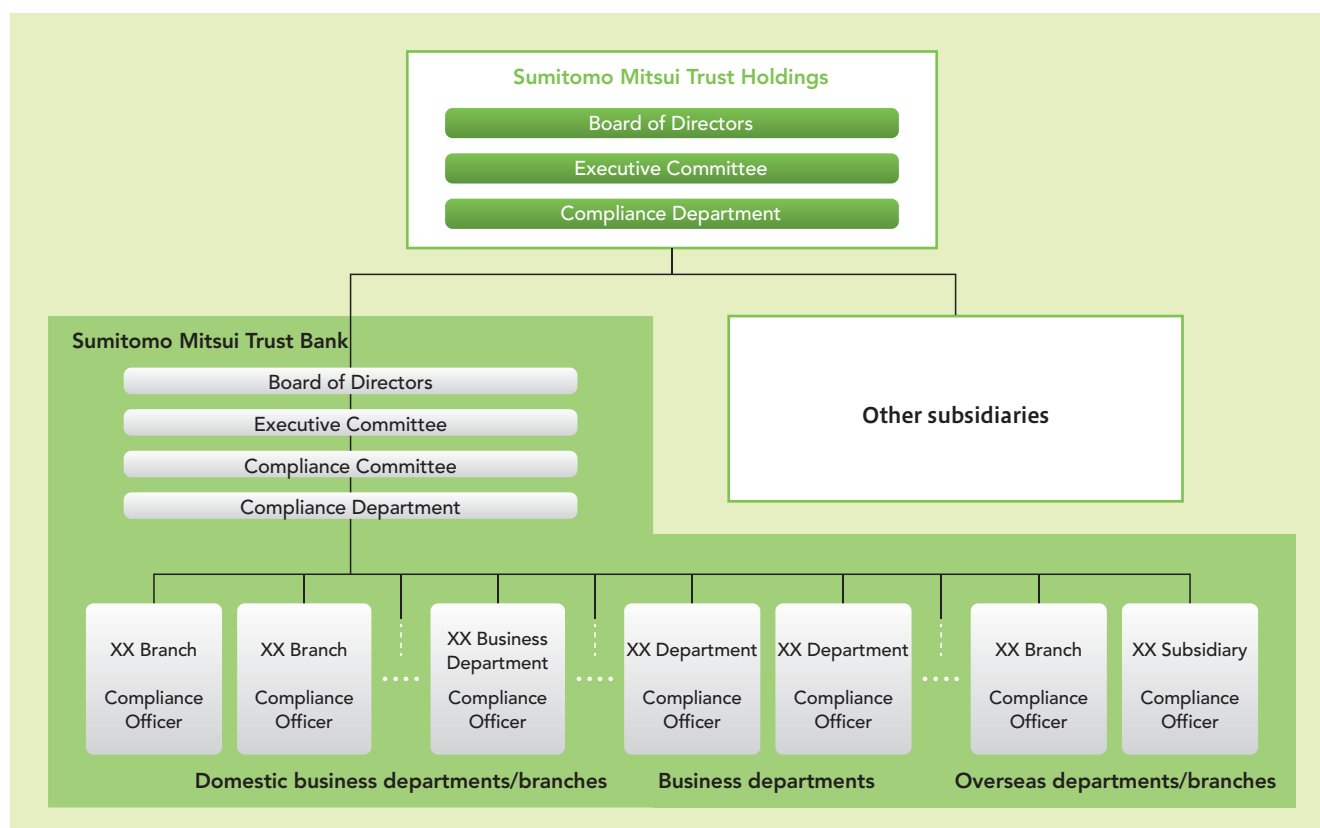 Sumitomo Mitsui Trust Holdings
Board of Directors
Executive Committee
Compliance Department
Sumitomo Mitsui Trust Bank
Board of Directors
Executive Committee
Compliance Committee
Compliance Department
Other subsidiaries
XX Branch
Compliance
Officer
XX Branch
Compliance
Officer
XX Business
Department
Compliance
Officer
XX Department
Compliance
Officer
XX Department
Compliance
Officer
XX Branch
Compliance
Officer
XX Subsidiary
Compliance
Officer
Domestic business departments/branches
Business departments
Overseas departments/branches